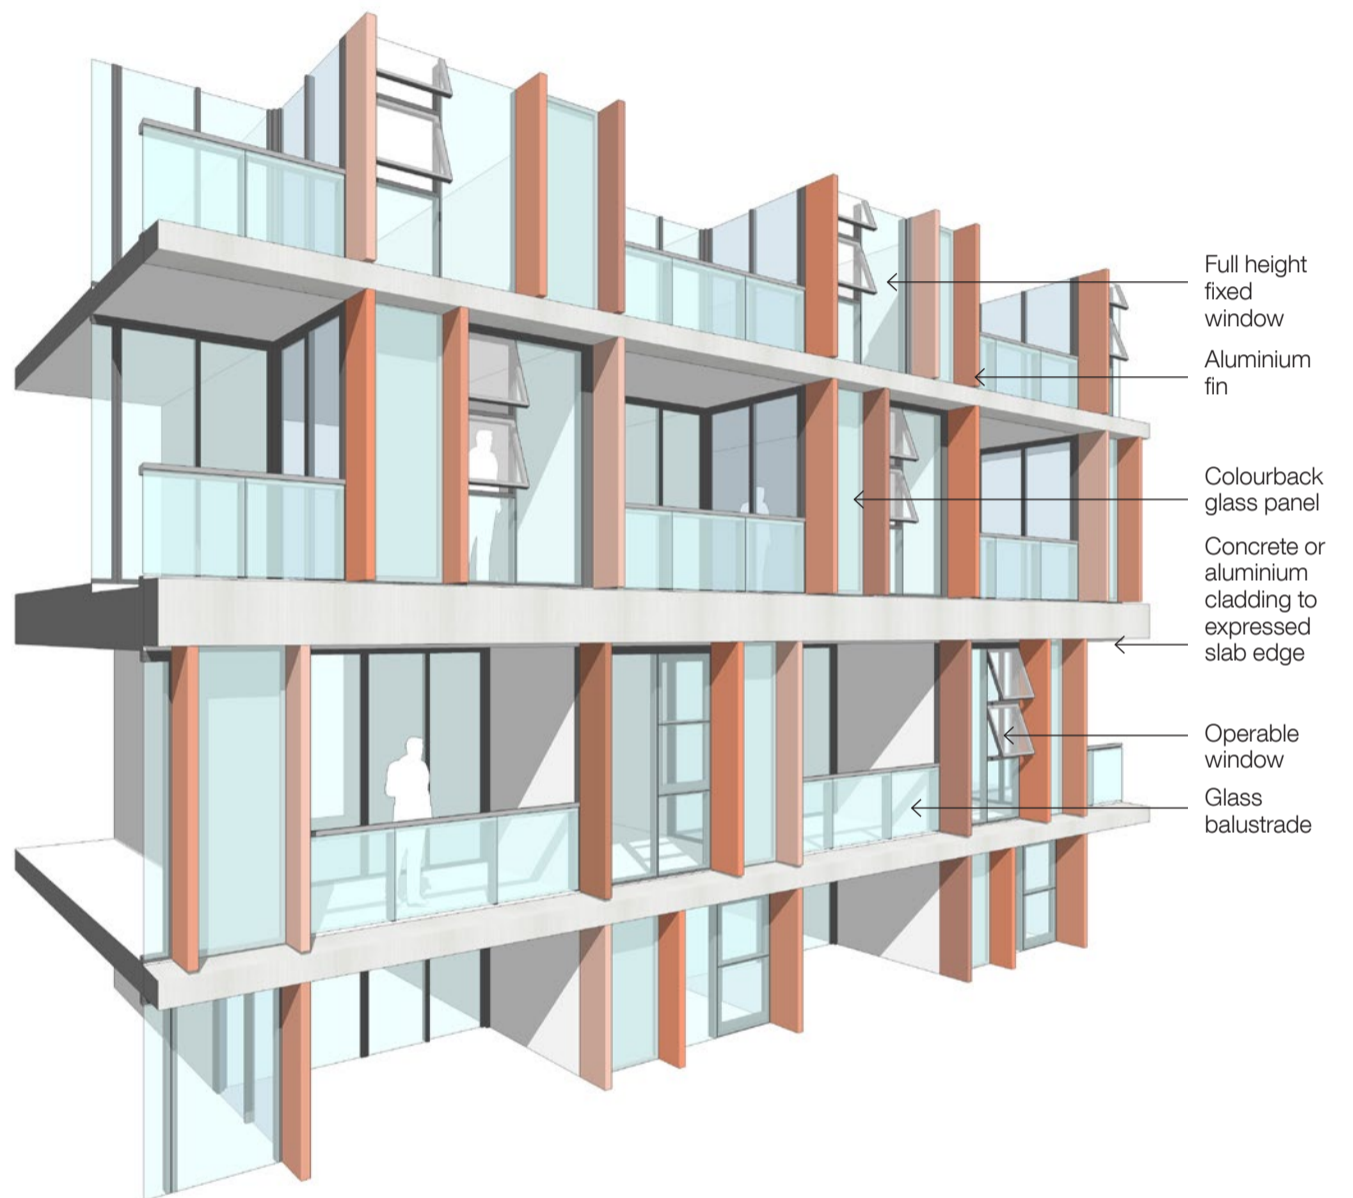 Full height
fixed
window
Aluminium
fin
Colourback
glass panel
Concrete or
aluminium
cladding to
expressed
slab edge
Operable
window
Glass
balustrade